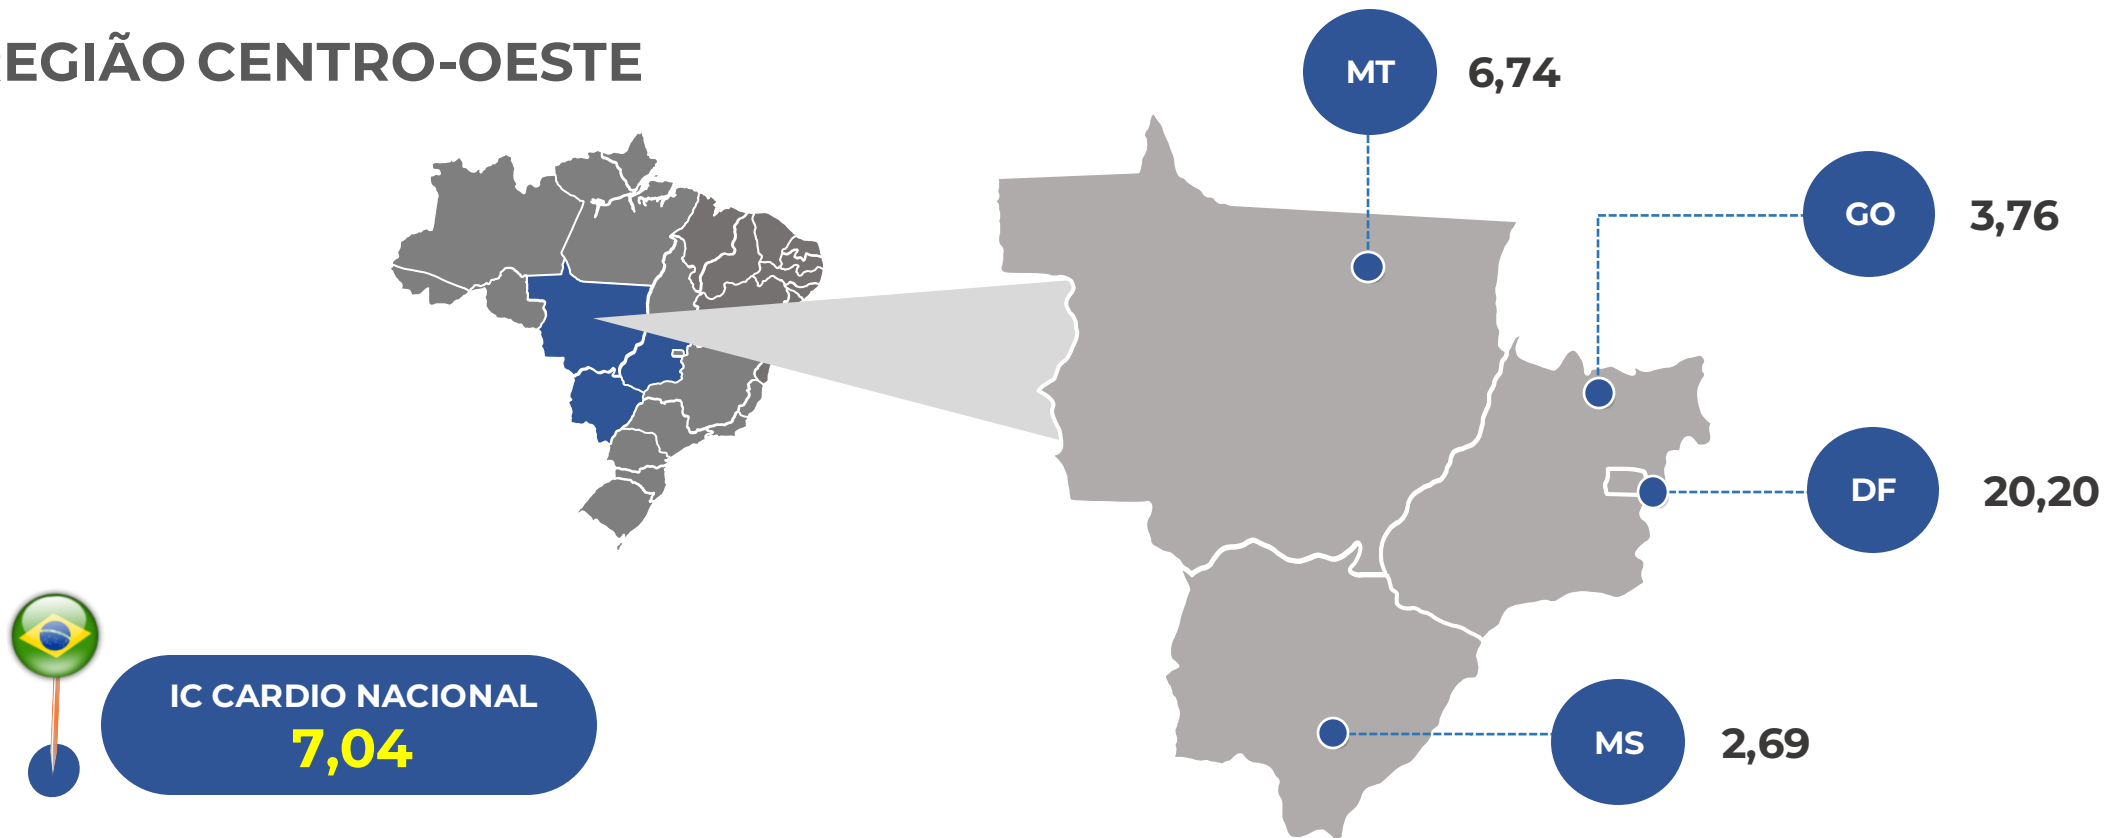 REGIÃO CENTRO-OESTE
MT 6,74
GO 3,76
DF 20,20
MS 2,69
IC CARDIO NACIONAL
7,04